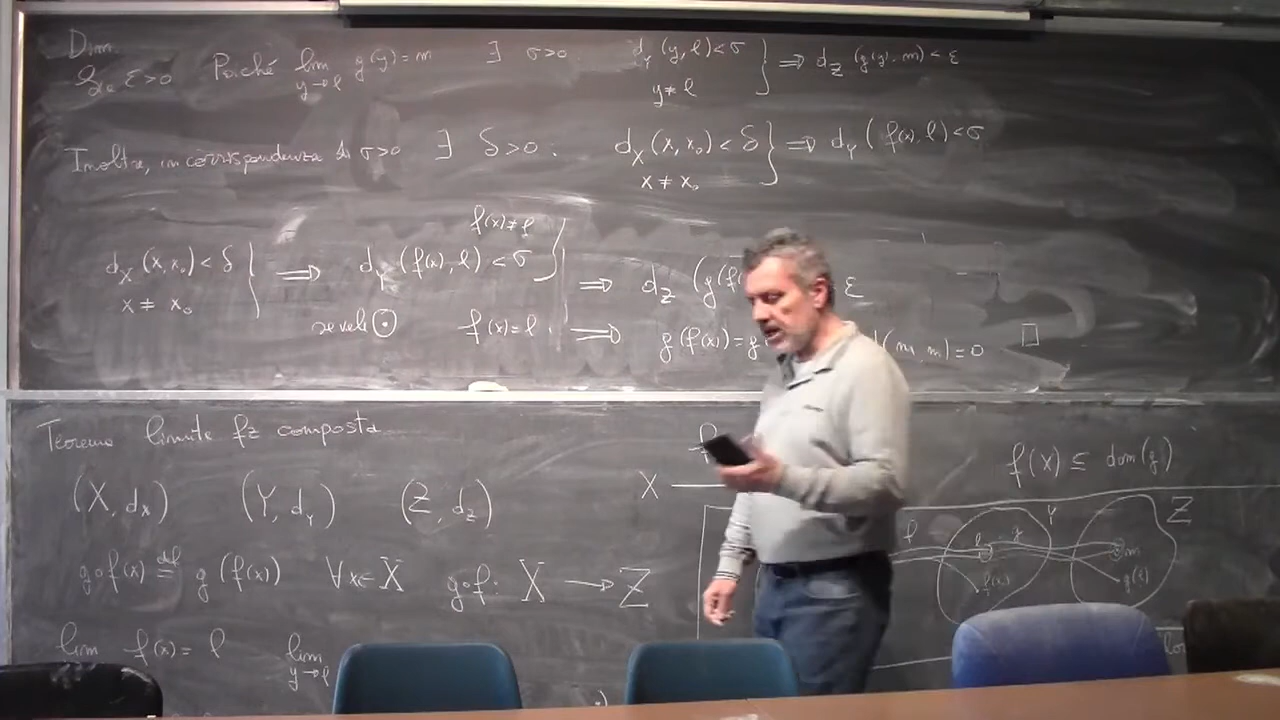 Dim.
Sia ε>0 Poiché lim g(y) = m ∃ σ>0: d_Y (y, l) < σ } ⟹ d_Z (g(y), m) < ε
y→l y ≠ l
Inoltre, in corrispondenza di σ>0 ∃ δ>0: d_X (x, x₀) < δ } ⟹ d_Y (f(x), l) < σ
x ≠ x₀
f(x) ≠ l
d_X (x, x₀) < δ } ⟹ d_Y (f(x), l) < σ } ⟹ d_Z (g(f ε
x ≠ x₀
se vale ⊙ f(x) = l ⟹ g(f(x)) = g (m, m) = 0 □
Teorema limite fz composta
f
f(X) ⊆ dom(g)
(X, d_X) (Y, d_Y) (Z, d_Z) X
g∘f(x) def= g(f(x)) ∀x∈X g∘f: X → Z
f l g Y m Z
f(x) g(l)
lim f(x) = l lim
y→l